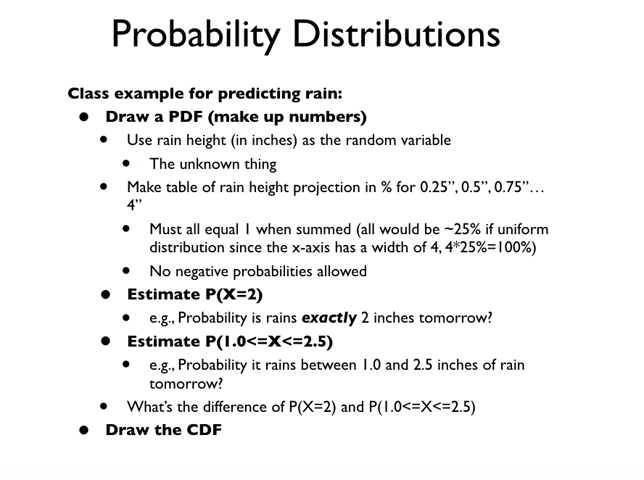 Probability Distributions
Class example for predicting rain:
● Draw a PDF (make up numbers)
● Use rain height (in inches) as the random variable
● The unknown thing
● Make table of rain height projection in % for 0.25”, 0.5”, 0.75”…
4”
● Must all equal 1 when summed (all would be ~25% if uniform
distribution since the x-axis has a width of 4, 4*25%=100%)
● No negative probabilities allowed
● Estimate P(X=2)
● e.g., Probability is rains exactly 2 inches tomorrow?
● Estimate P(1.0<=X<=2.5)
● e.g., Probability it rains between 1.0 and 2.5 inches of rain
tomorrow?
● What’s the difference of P(X=2) and P(1.0<=X<=2.5)
● Draw the CDF